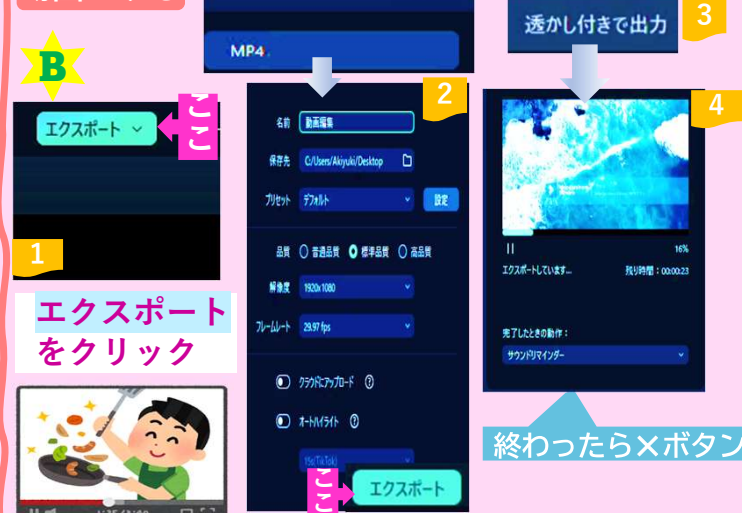 B
エクスポート
ここ
1
エクスポート
をクリック
MP4
2
名前 動画編集
保存先 C:/Users/Akiyuki/Desktop
プリセット デフォルト 設定
品質 普通品質 標準品質 高品質
解像度 1920x1080
フレームレート 29.97 fps
クラウドにアップロード ?
オートハイライト ?
15s(TikTok)
ここ
エクスポート
透かし付きで出力
3
4
16%
エクスポートしています... 残り時間:00:00:23
完了したときの動作:
サウンドリマインダー
終わったら×ボタン